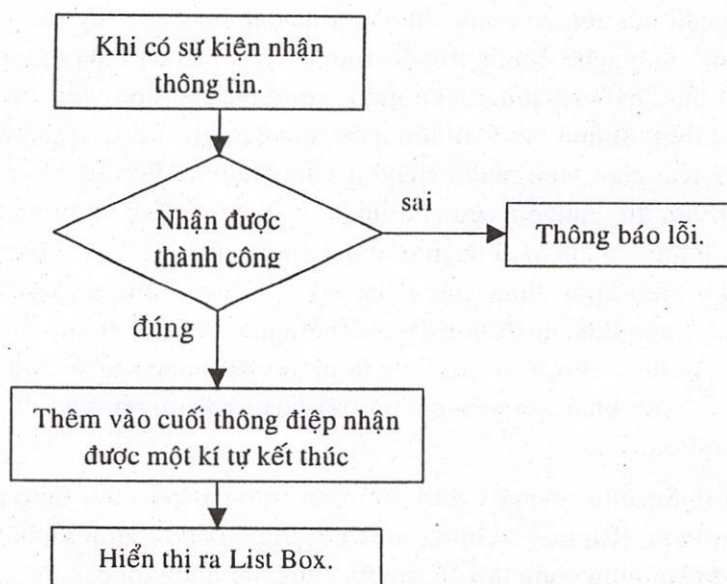 Khi có sự kiện nhận
thông tin.
Nhận được
thành công
sai
Thông báo lỗi.
đúng
Thêm vào cuối thông điệp nhận
được một kí tự kết thúc
Hiển thị ra List Box.